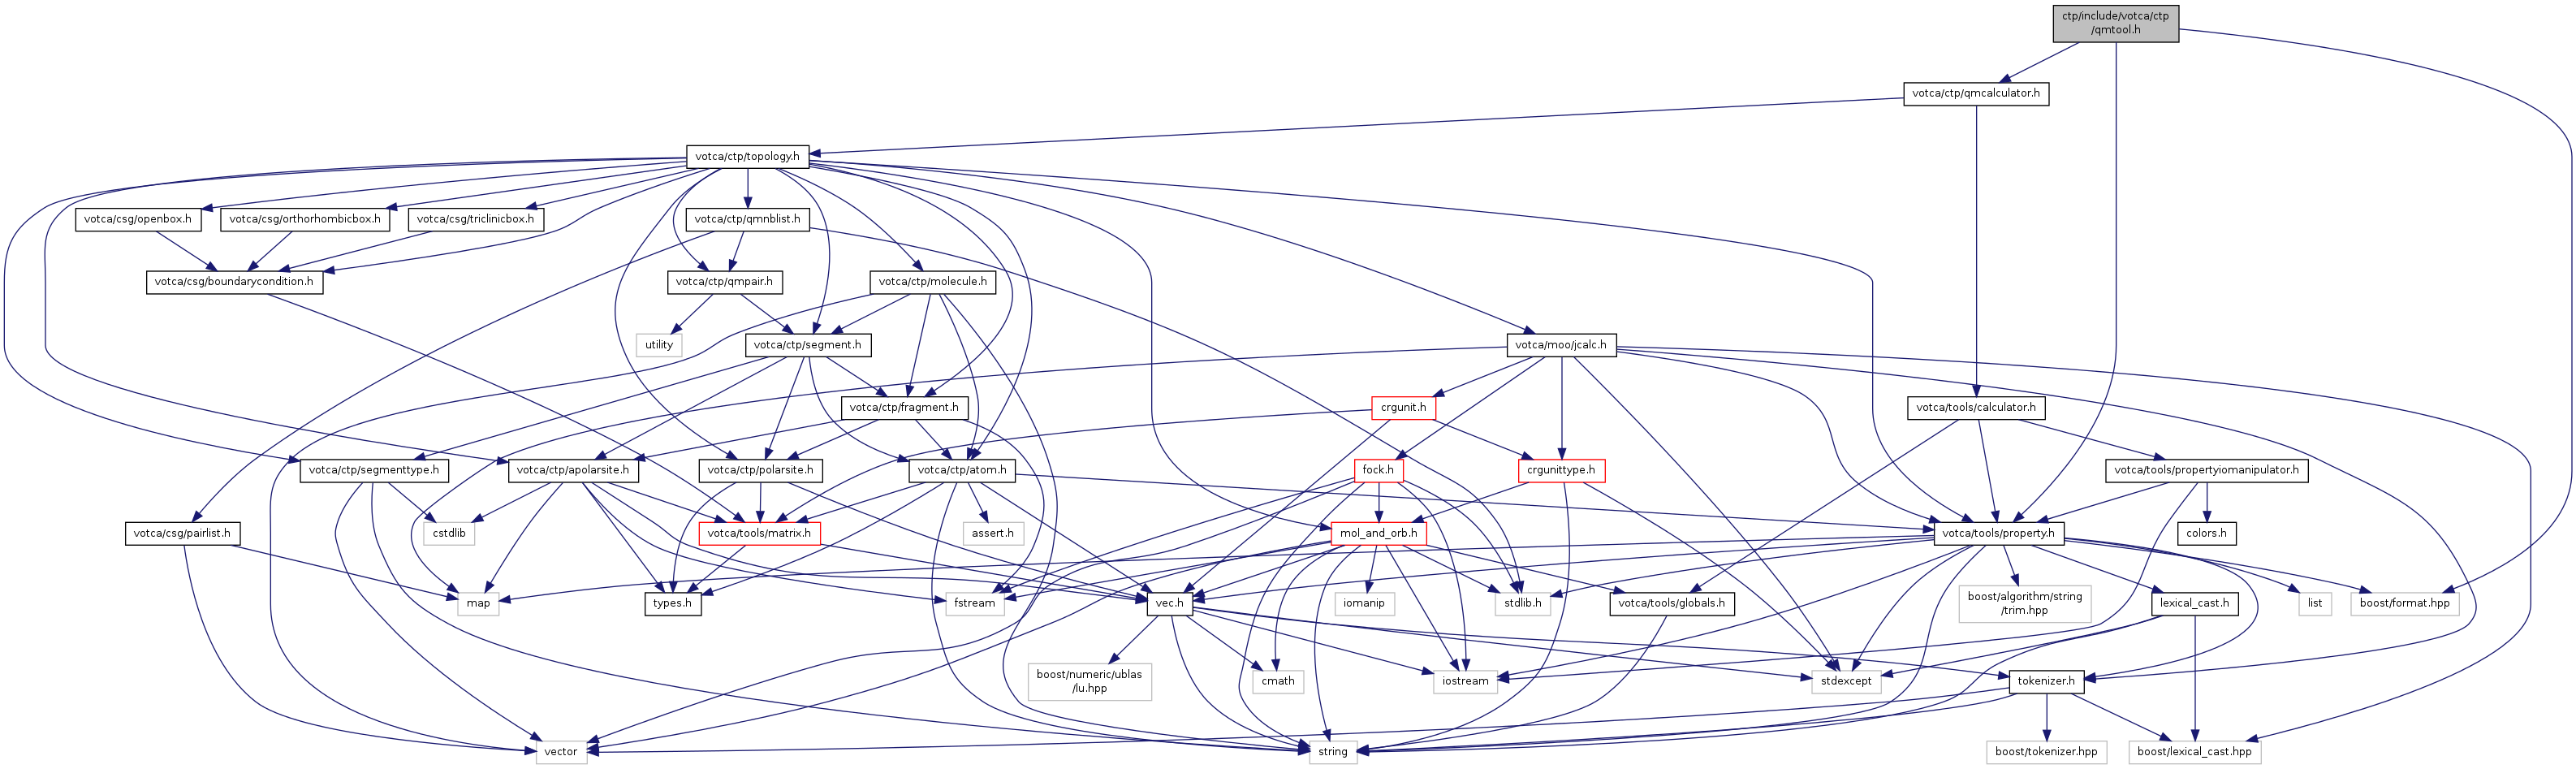 ctp/include/votca/ctp
/qmtool.h
votca/ctp/qmcalculator.h
votca/ctp/topology.h
votca/csg/openbox.h
votca/csg/orthorhombicbox.h
votca/csg/triclinicbox.h
votca/ctp/qmnblist.h
votca/csg/boundarycondition.h
votca/ctp/qmpair.h
votca/ctp/molecule.h
utility
votca/ctp/segment.h
votca/moo/jcalc.h
votca/ctp/fragment.h
crgunit.h
votca/tools/calculator.h
votca/ctp/segmenttype.h
votca/ctp/apolarsite.h
votca/ctp/polarsite.h
votca/ctp/atom.h
fock.h
crgunittype.h
votca/tools/propertyiomanipulator.h
votca/csg/pairlist.h
cstdlib
votca/tools/matrix.h
assert.h
mol_and_orb.h
votca/tools/property.h
colors.h
map
types.h
fstream
vec.h
iomanip
stdlib.h
votca/tools/globals.h
boost/algorithm/string
/trim.hpp
lexical_cast.h
list
boost/format.hpp
boost/numeric/ublas
/lu.hpp
cmath
iostream
stdexcept
tokenizer.h
vector
string
boost/tokenizer.hpp
boost/lexical_cast.hpp